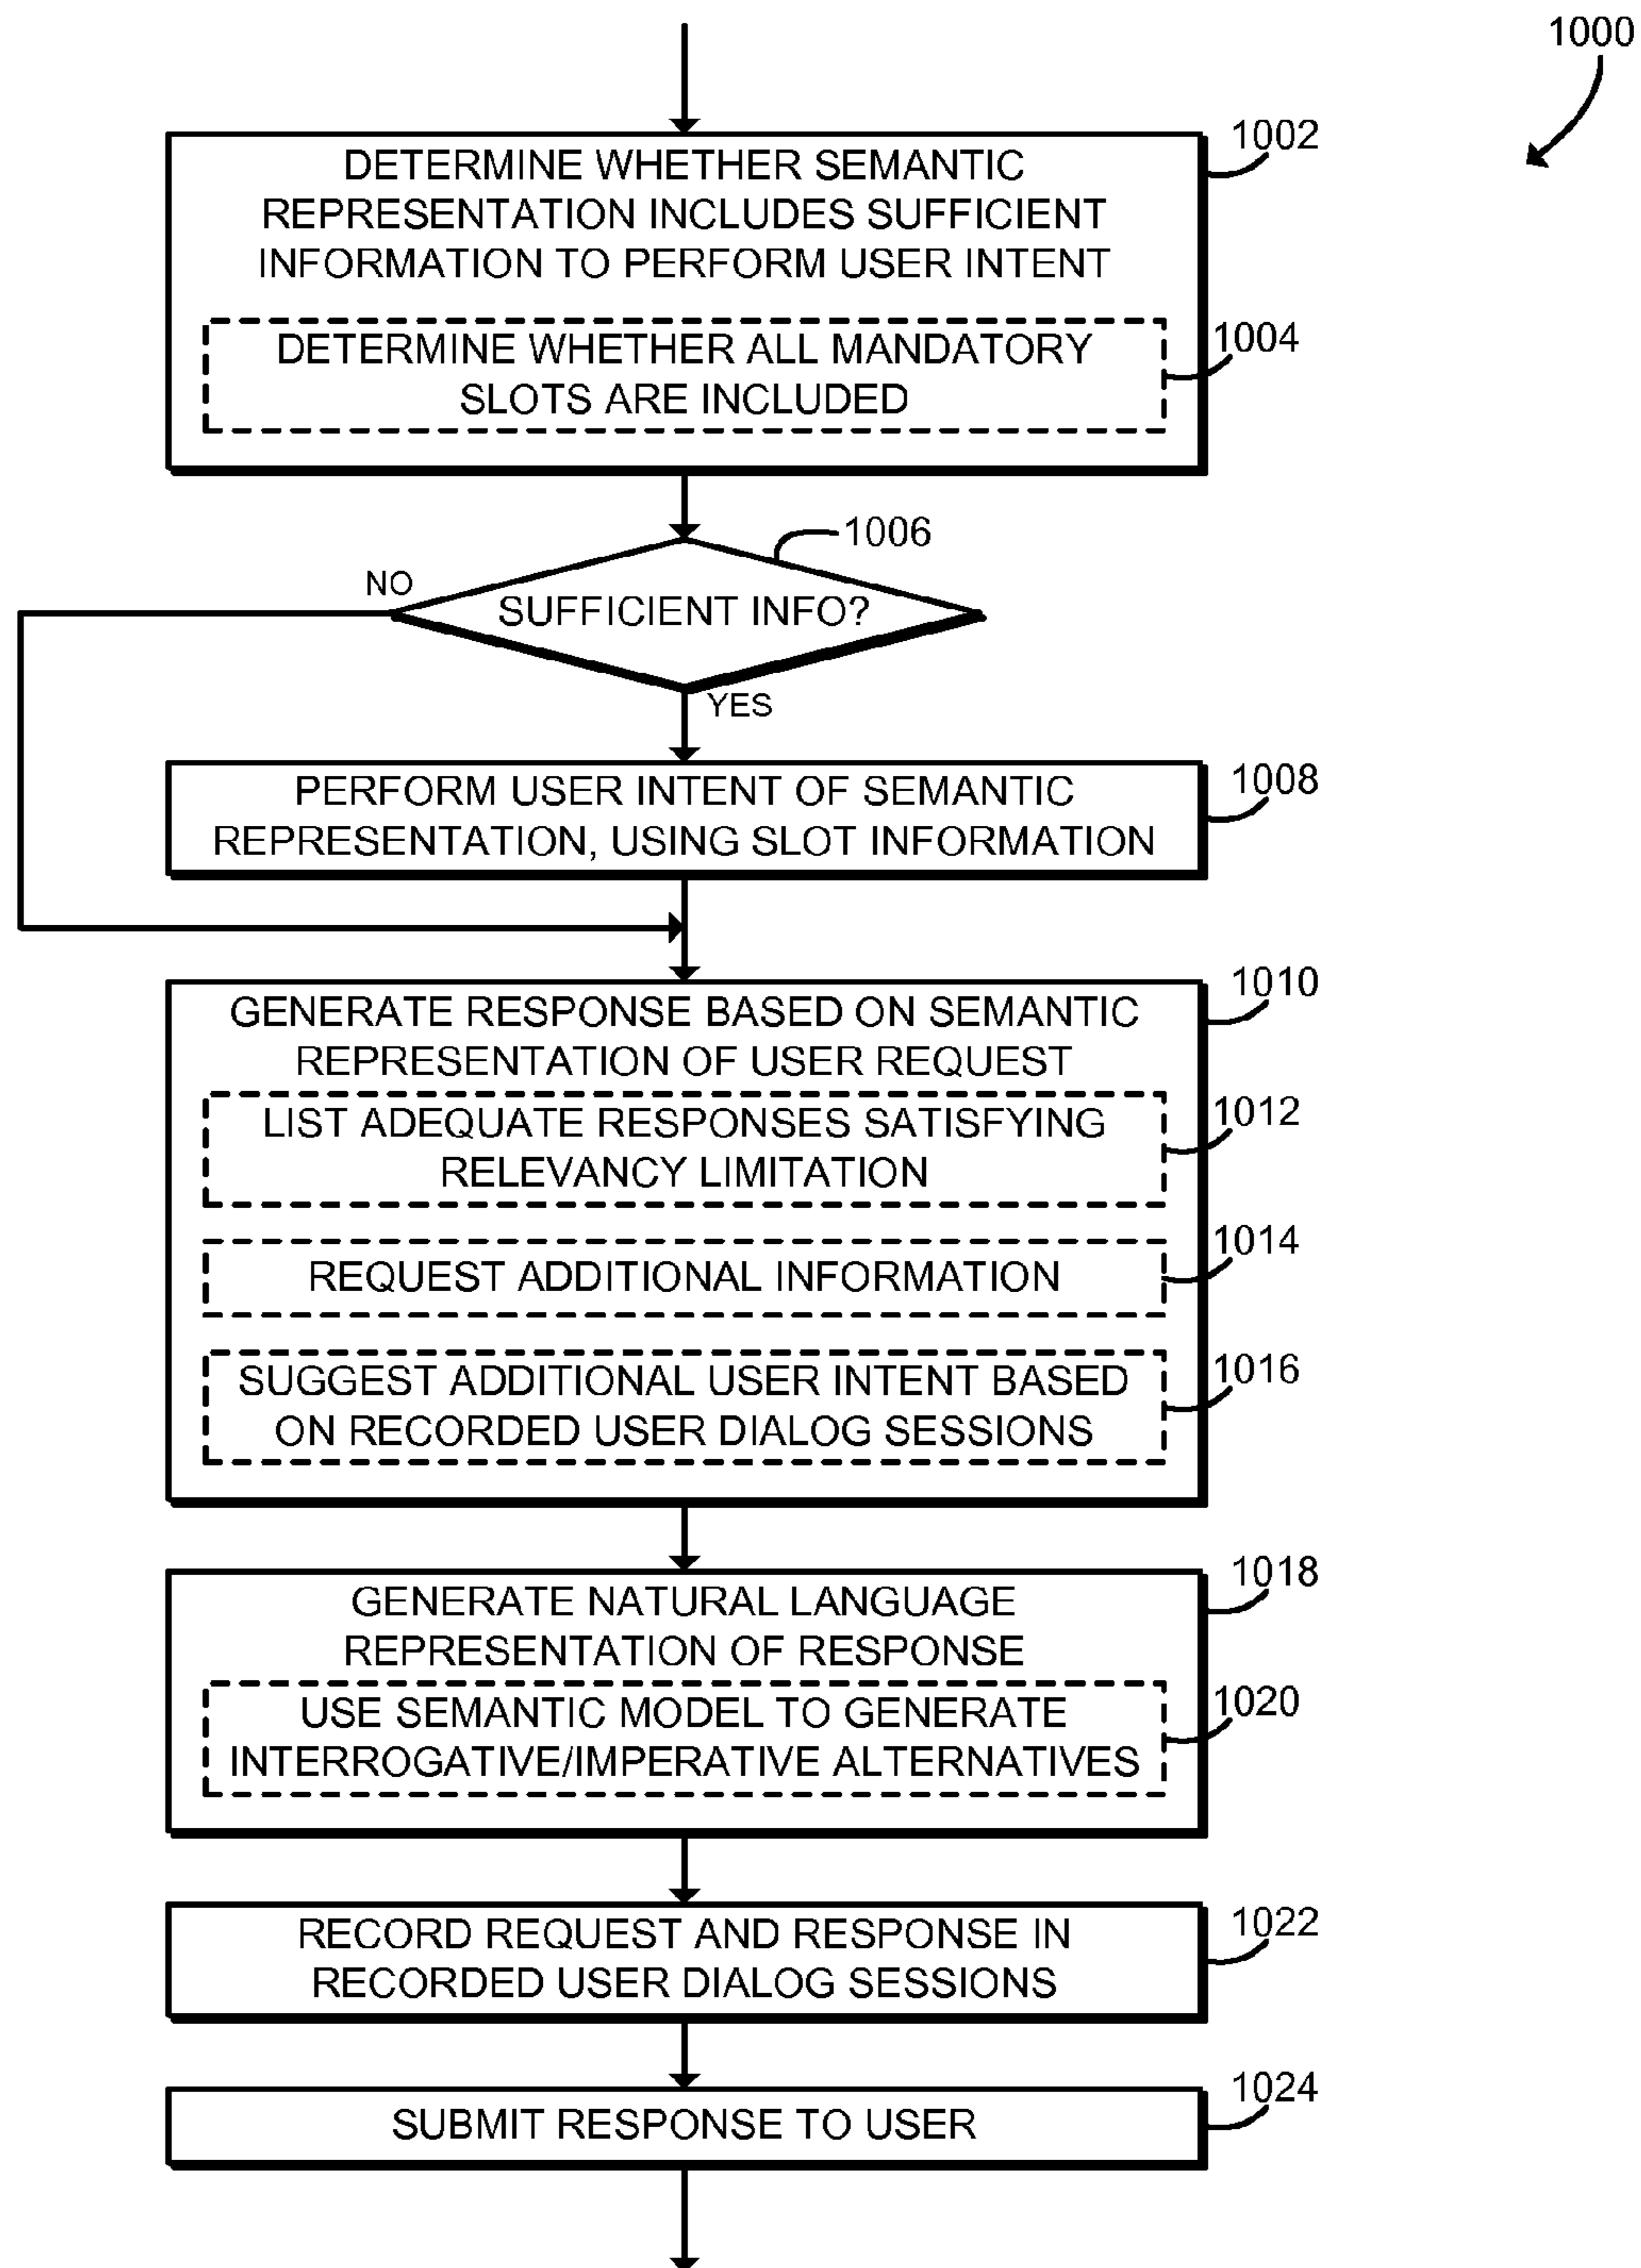 1000
1002
DETERMINE WHETHER SEMANTIC
REPRESENTATION INCLUDES SUFFICIENT
INFORMATION TO PERFORM USER INTENT
1004
DETERMINE WHETHER ALL MANDATORY
SLOTS ARE INCLUDED
1006
NO
SUFFICIENT INFO?
YES
1008
PERFORM USER INTENT OF SEMANTIC
REPRESENTATION, USING SLOT INFORMATION
1010
GENERATE RESPONSE BASED ON SEMANTIC
REPRESENTATION OF USER REQUEST
1012
LIST ADEQUATE RESPONSES SATISFYING
RELEVANCY LIMITATION
1014
REQUEST ADDITIONAL INFORMATION
1016
SUGGEST ADDITIONAL USER INTENT BASED
ON RECORDED USER DIALOG SESSIONS
1018
GENERATE NATURAL LANGUAGE
REPRESENTATION OF RESPONSE
1020
USE SEMANTIC MODEL TO GENERATE
INTERROGATIVE/IMPERATIVE ALTERNATIVES
1022
RECORD REQUEST AND RESPONSE IN
RECORDED USER DIALOG SESSIONS
1024
SUBMIT RESPONSE TO USER